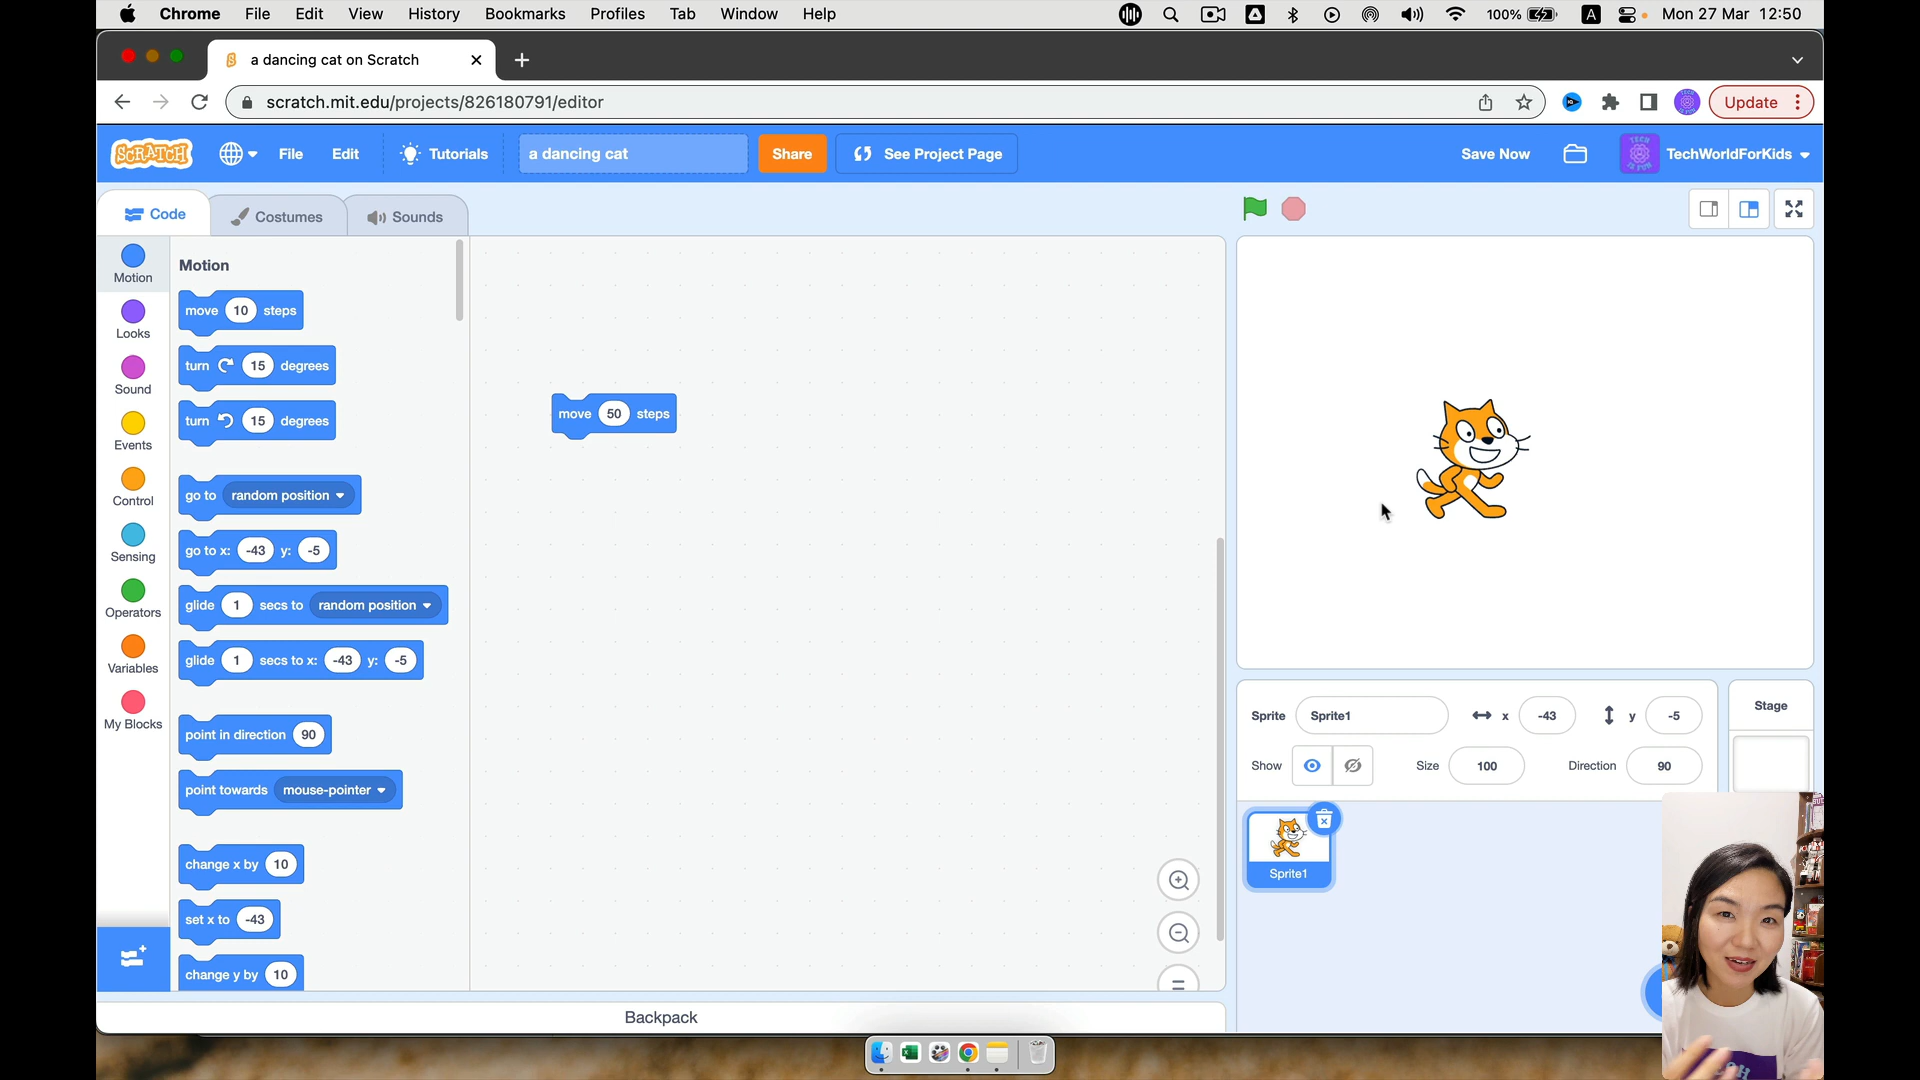 Chrome File Edit View History Bookmarks Profiles Tab Window Help 100% A Mon 27 Mar 12:50
a dancing cat on Scratch
scratch.mit.edu/projects/826180791/editor Update
SCRATCH File Edit Tutorials a dancing cat Share See Project Page Save Now TechWorldForKids
Code Costumes Sounds
Motion
Looks
Sound
Events
Control
Sensing
Operators
Variables
My Blocks
Motion
move 10 steps
turn 15 degrees
turn 15 degrees
go to random position
go to x: -43 y: -5
glide 1 secs to random position
glide 1 secs to x: -43 y: -5
point in direction 90
point towards mouse-pointer
change x by 10
set x to -43
change y by 10
move 50 steps
Backpack
Sprite Sprite1 x -43 y -5
Show Size 100 Direction 90
Sprite1
Stage